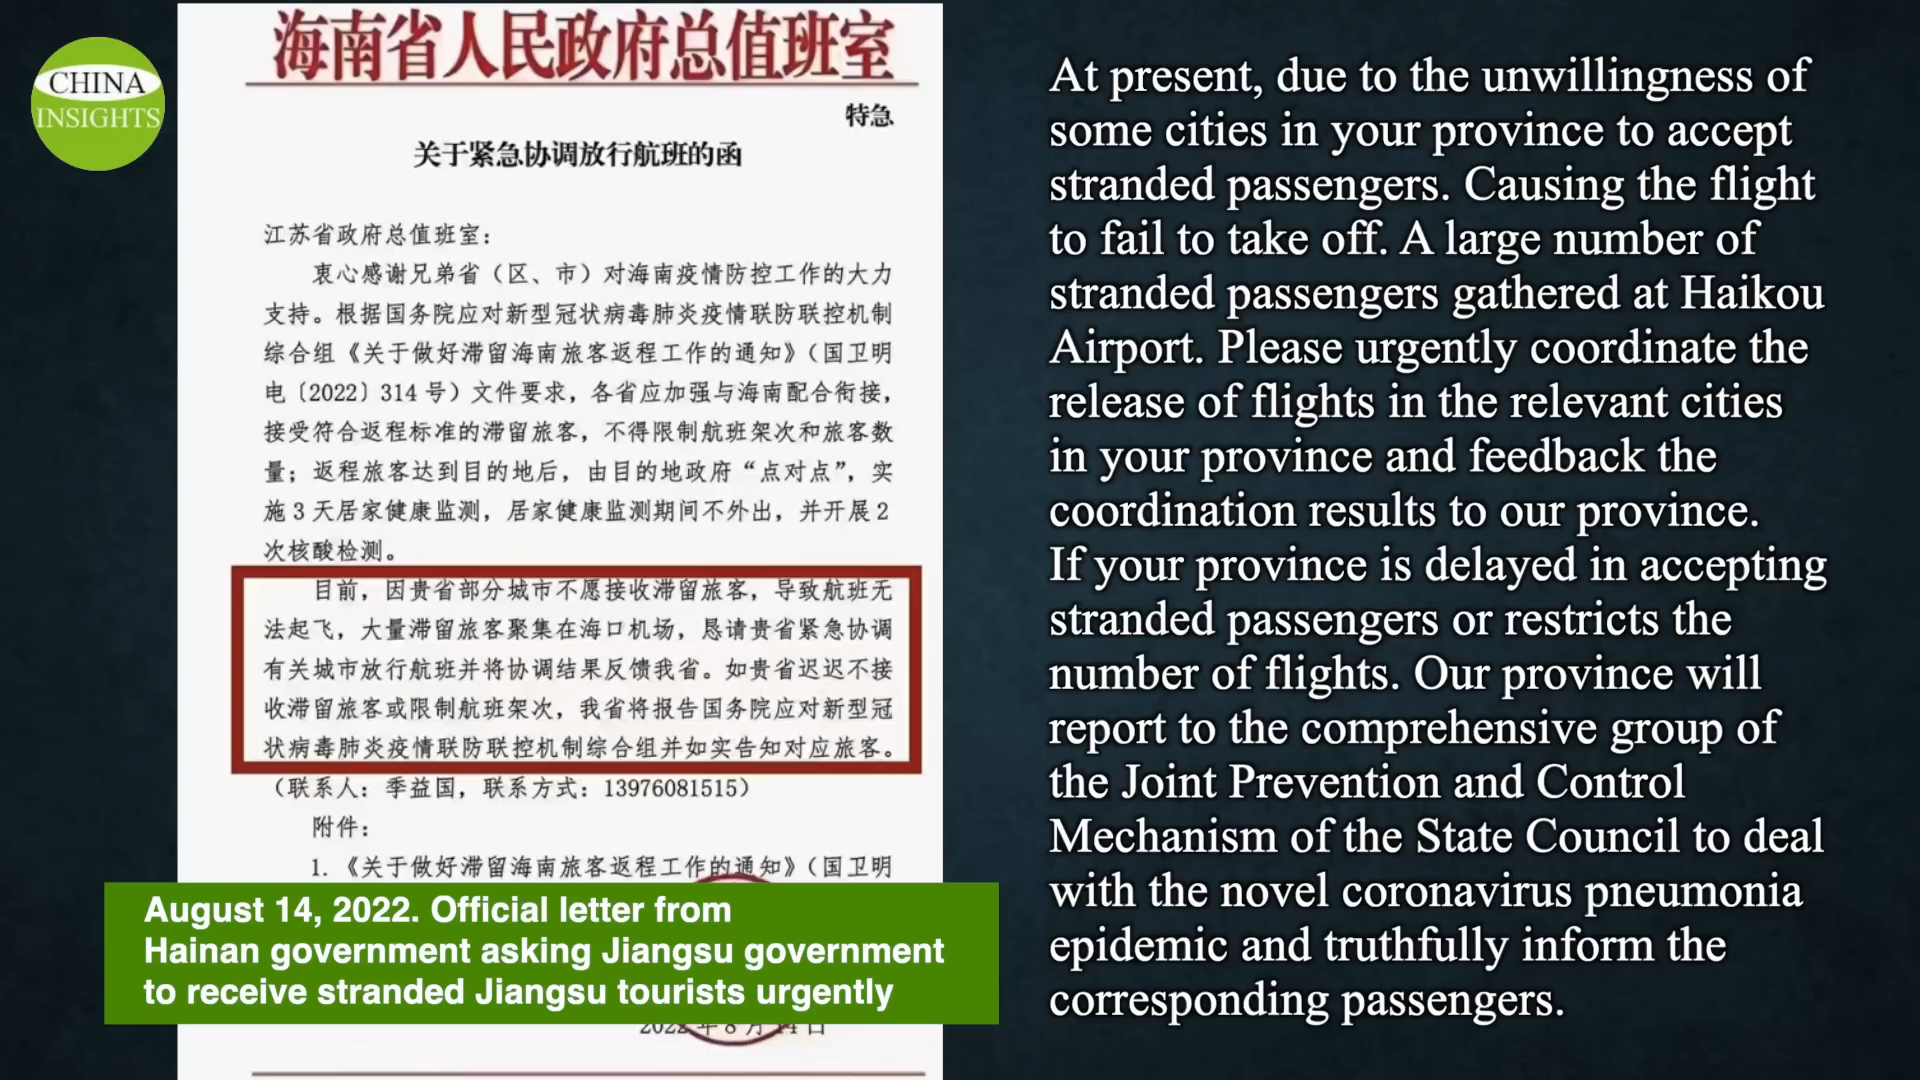 CHINA
INSIGHTS
海南省人民政府总值班室
特急
关于紧急协调放行航班的函
江苏省政府总值班室：
衷心感谢兄弟省（区、市）对海南疫情防控工作的大力
支持。根据国务院应对新型冠状病毒肺炎疫情联防联控机制
综合组《关于做好滞留海南旅客返程工作的通知》（国卫明
电〔2022〕314 号）文件要求，各省应加强与海南配合衔接，
接受符合返程标准的滞留旅客，不得限制航班架次和旅客数
量；返程旅客达到目的地后，由目的地政府“点对点”，实
施 3 天居家健康监测，居家健康监测期间不外出，并开展 2
次核酸检测。
目前，因贵省部分城市不愿接收滞留旅客，导致航班无
法起飞，大量滞留旅客聚集在海口机场，恳请贵省紧急协调
有关城市放行航班并将协调结果反馈我省。如贵省迟迟不接
收滞留旅客或限制航班架次，我省将报告国务院应对新型冠
状病毒肺炎疫情联防联控机制综合组并如实告知对应旅客。
（联系人：季益国，联系方式：13976081515）
附件：
1. 《关于做好滞留海南旅客返程工作的通知》（国卫明
August 14, 2022. Official letter from
Hainan government asking Jiangsu government
to receive stranded Jiangsu tourists urgently
2022 年 8 月 14 日
At present, due to the unwillingness of
some cities in your province to accept
stranded passengers. Causing the flight
to fail to take off. A large number of
stranded passengers gathered at Haikou
Airport. Please urgently coordinate the
release of flights in the relevant cities
in your province and feedback the
coordination results to our province.
If your province is delayed in accepting
stranded passengers or restricts the
number of flights. Our province will
report to the comprehensive group of
the Joint Prevention and Control
Mechanism of the State Council to deal
with the novel coronavirus pneumonia
epidemic and truthfully inform the
corresponding passengers.